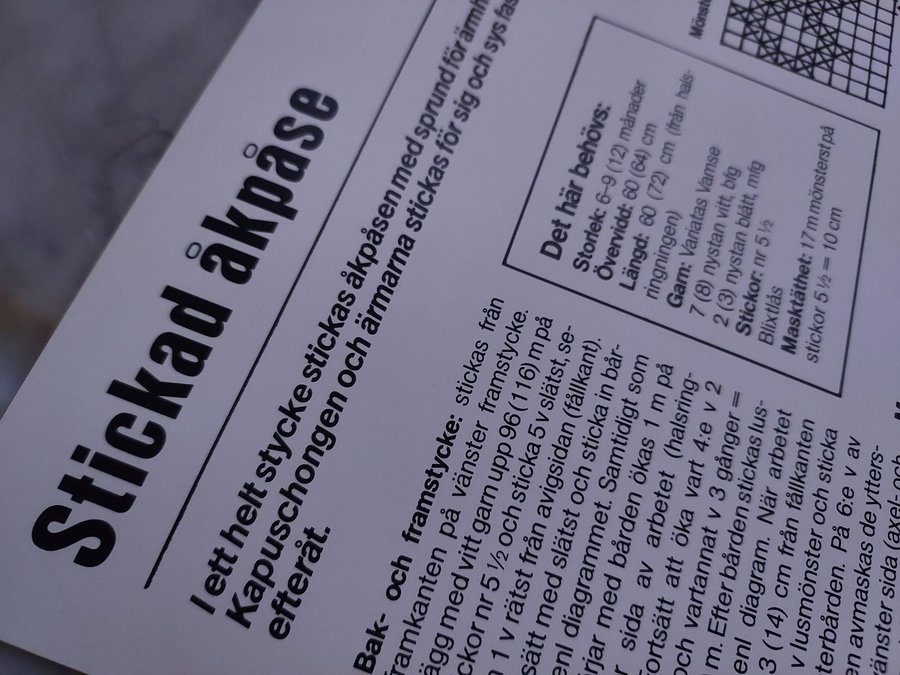 Stickad åkpåse
I ett helt stycke stickas åkpåsen med sprund för ärmh
Kapuschongen och ärmarna stickas för sig och sys fas
efteråt.
Bak- och framstycke: stickas från
framkanten på vänster framstycke.
ägg med vitt garn upp 96 (116) m på
ckor nr 5 ½ och sticka 5 v slätst, se-
n 1 v rätst från avigsidan (fållkant).
sätt med slätst och sticka in bår-
enl diagrammet. Samtidigt som
rjar med bården ökas 1 m på
r sida av arbetet (halsning-
Fortsätt att öka vart 4:e v 2
och vartannat v 3 gånger =
m. Efter bården stickas lus-
enl diagram. När arbetet
3 (14) cm från fållkanten
v lusmönster och sticka
terbården. På 6:e v av
en avmaskas de ytters-
vänster sida (axel- och
Mönst
Det här behövs:
Storlek: 6–9 (12) månader
Övervidd: 60 (64) cm
Längd: 60 (72) cm (från hals-
ringningen)
Garn: Variatas Vamse
7 (8) nystan vitt, bfg
2 (3) nystan blått, mfg
Stickor: nr 5 ½
Blixtlås
Masktäthet: 17 m mönsterst på
stickor 5 ½ = 10 cm